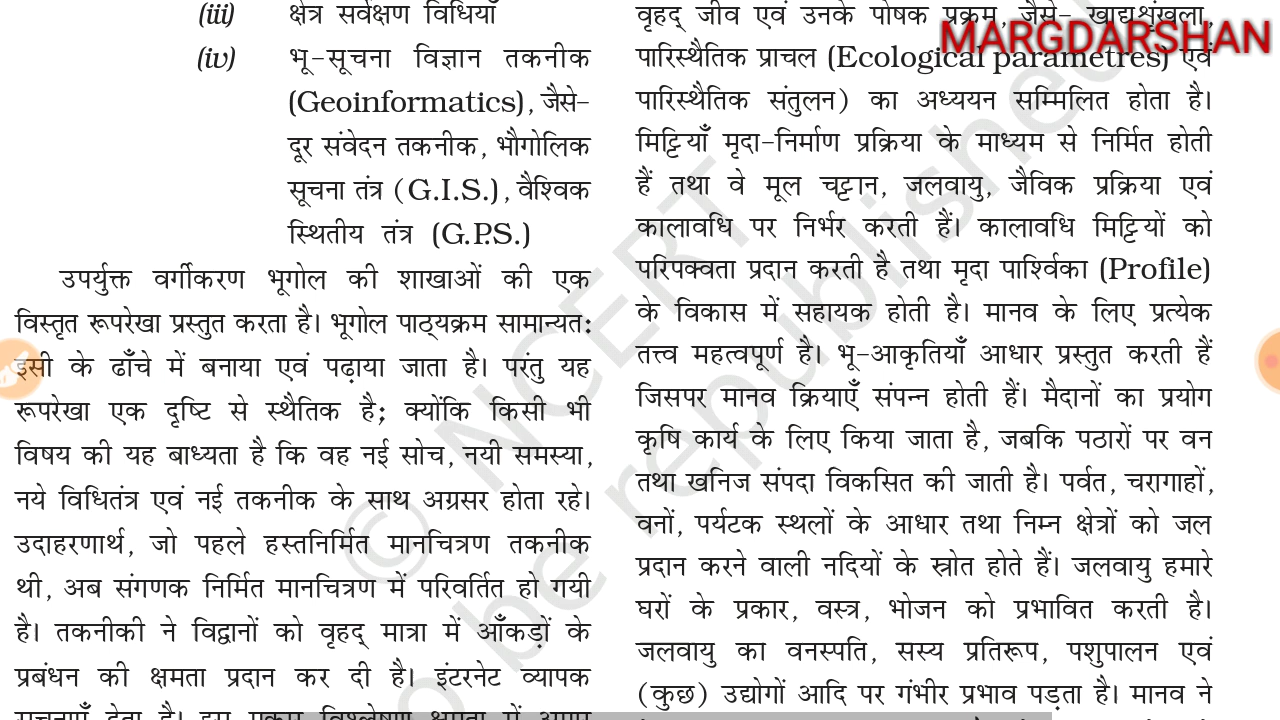 (iii) क्षेत्र सर्वेक्षण विधियाँ
(iv) भू-सूचना विज्ञान तकनीक
(Geoinformatics), जैसे-
दूर संवेदन तकनीक, भौगोलिक
सूचना तंत्र (G.I.S.), वैश्विक
स्थितीय तंत्र (G.P.S.)
उपर्युक्त वर्गीकरण भूगोल की शाखाओं की एक
विस्तृत रूपरेखा प्रस्तुत करता है। भूगोल पाठ्यक्रम सामान्यतः
इसी के ढाँचे में बनाया एवं पढ़ाया जाता है। परंतु यह
रूपरेखा एक दृष्टि से स्थैतिक है; क्योंकि किसी भी
विषय की यह बाध्यता है कि वह नई सोच, नयी समस्या,
नये विधितंत्र एवं नई तकनीक के साथ अग्रसर होता रहे।
उदाहरणार्थ, जो पहले हस्तनिर्मित मानचित्रण तकनीक
थी, अब संगणक निर्मित मानचित्रण में परिवर्तित हो गयी
है। तकनीकी ने विद्वानों को वृहद् मात्रा में आँकड़ों के
प्रबंधन की क्षमता प्रदान कर दी है। इंटरनेट व्यापक
वृहद् जीव एवं उनके पोषक प्रक्रम, जैसे- खाद्यशृंखला,
पारिस्थैतिक प्राचल (Ecological parametres) एवं
पारिस्थैतिक संतुलन) का अध्ययन सम्मिलित होता है।
मिट्टियाँ मृदा-निर्माण प्रक्रिया के माध्यम से निर्मित होती
हैं तथा वे मूल चट्टान, जलवायु, जैविक प्रक्रिया एवं
कालावधि पर निर्भर करती हैं। कालावधि मिट्टियों को
परिपक्वता प्रदान करती है तथा मृदा पार्श्विका (Profile)
के विकास में सहायक होती है। मानव के लिए प्रत्येक
तत्त्व महत्वपूर्ण है। भू-आकृतियाँ आधार प्रस्तुत करती हैं
जिसपर मानव क्रियाएँ संपन्न होती हैं। मैदानों का प्रयोग
कृषि कार्य के लिए किया जाता है, जबकि पठारों पर वन
तथा खनिज संपदा विकसित की जाती है। पर्वत, चरागाहों,
वनों, पर्यटक स्थलों के आधार तथा निम्न क्षेत्रों को जल
प्रदान करने वाली नदियों के स्रोत होते हैं। जलवायु हमारे
घरों के प्रकार, वस्त्र, भोजन को प्रभावित करती है।
जलवायु का वनस्पति, सस्य प्रतिरूप, पशुपालन एवं
(कुछ) उद्योगों आदि पर गंभीर प्रभाव पड़ता है। मानव ने
MARGDARSHAN
© NCERT
o be republished